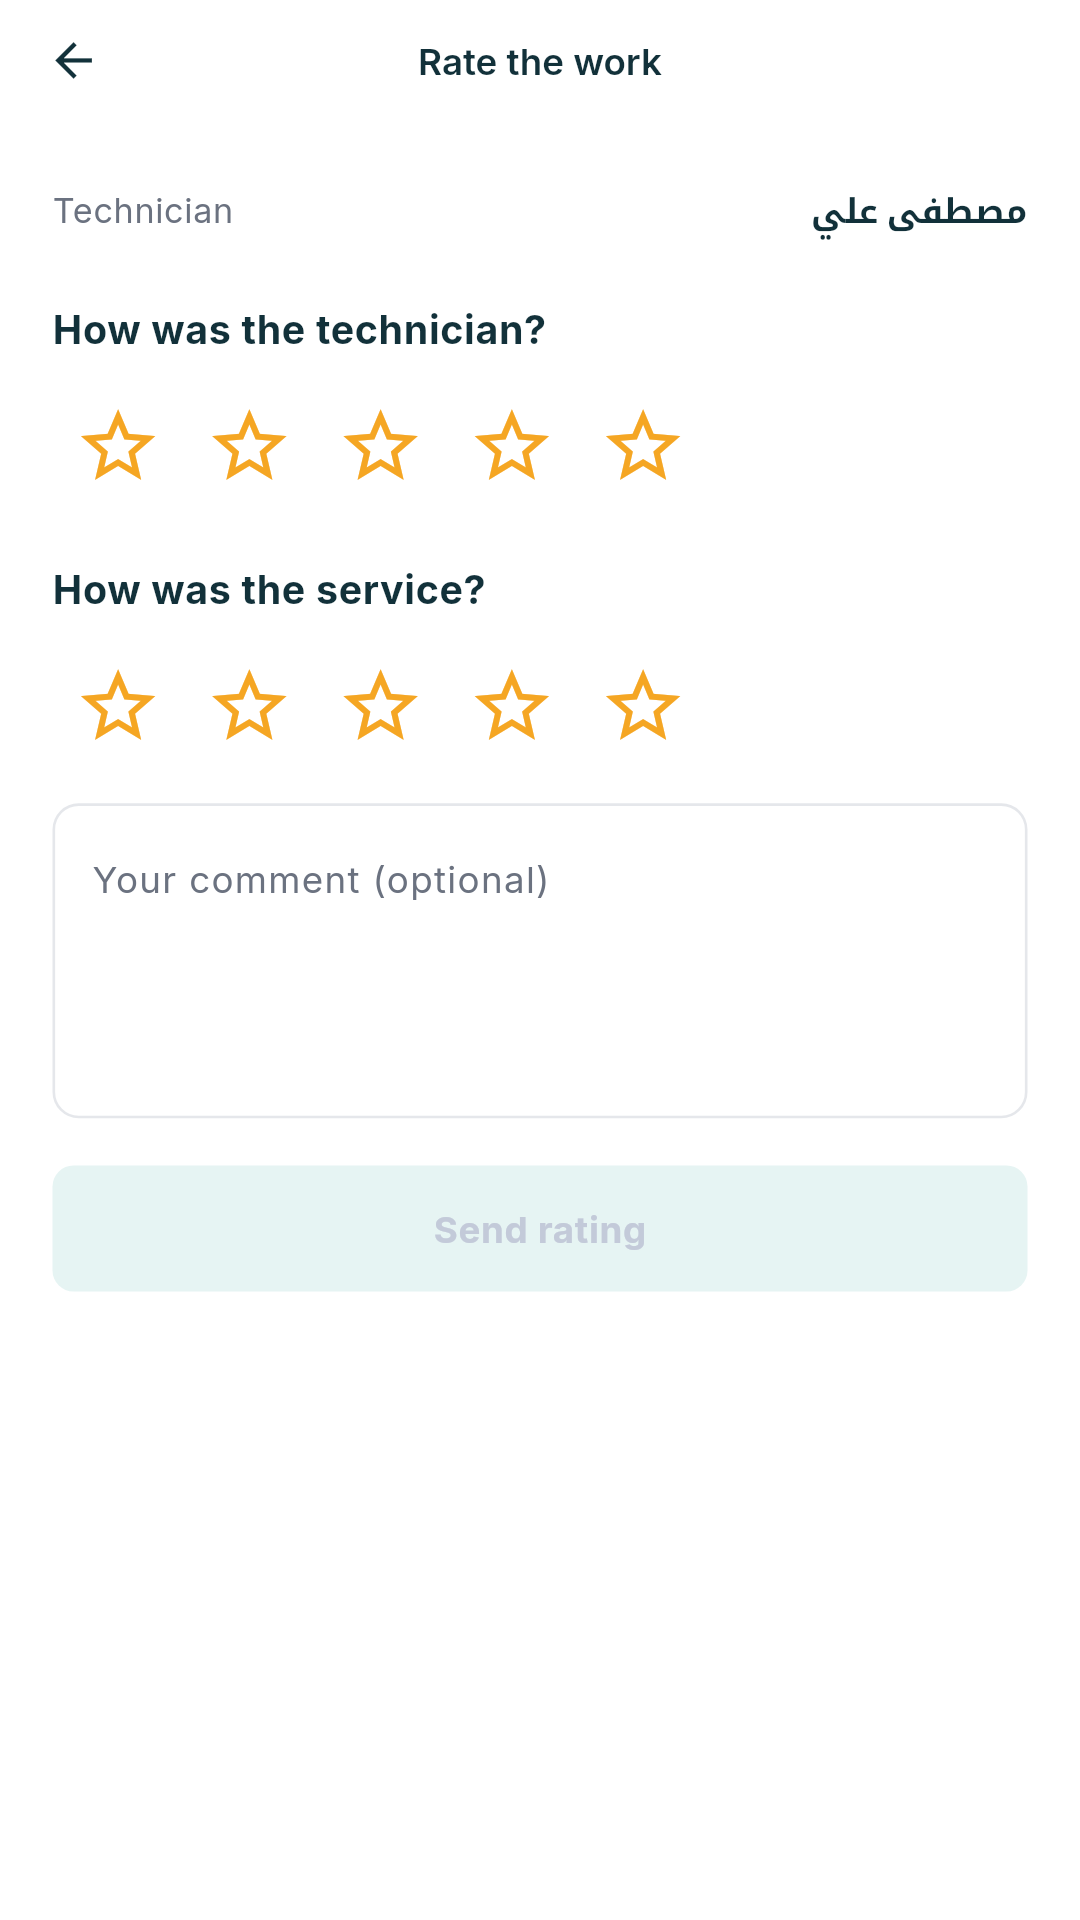 Rate the work
Technician
مصطفى علي
How was the technician?
How was the service?
Your comment (optional)
Send rating